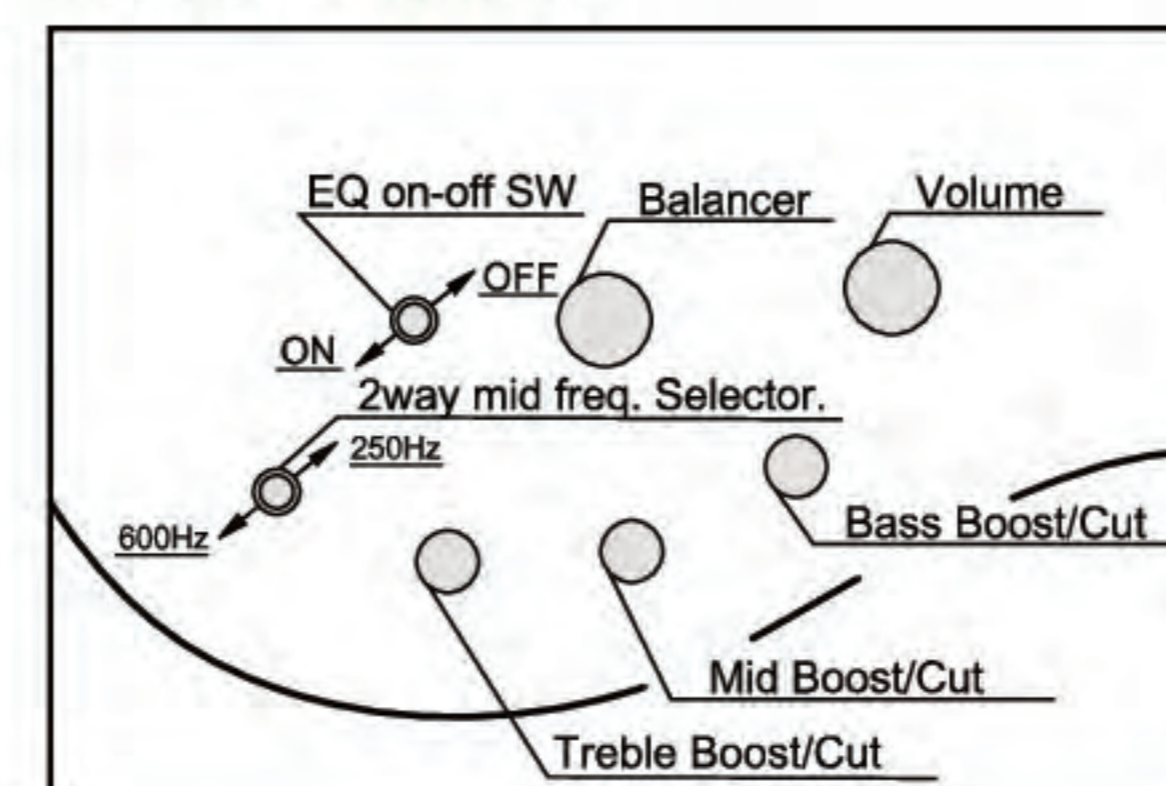 EQ on-off SW
Balancer
Volume
OFF
ON
2way mid freq. Selector.
250Hz
600Hz
Bass Boost/Cut
Mid Boost/Cut
Treble Boost/Cut